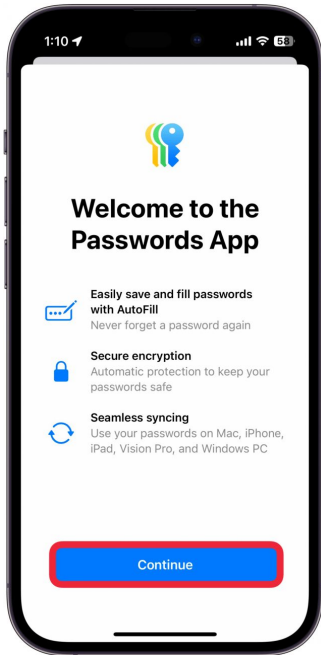 1:10
58
Welcome to the
Passwords App
Easily save and fill passwords
with AutoFill
Never forget a password again
Secure encryption
Automatic protection to keep your
passwords safe
Seamless syncing
Use your passwords on Mac, iPhone,
iPad, Vision Pro, and Windows PC
Continue